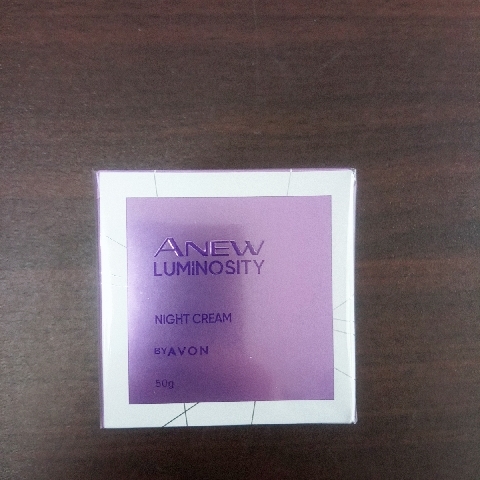 ANEW
LUMINOSITY
NIGHT CREAM
BY AVON
50g